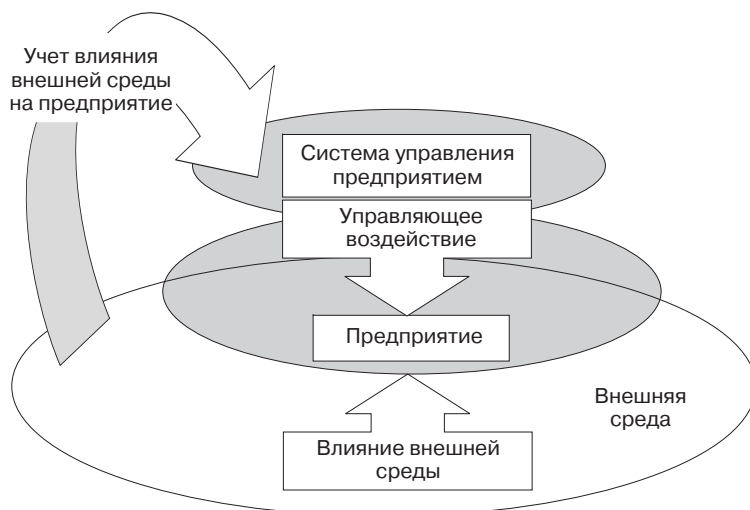 Учет влияния
внешней среды
на предприятие
Система управления
предприятием
Управляющее
воздействие
Предприятие
Внешняя
среда
Влияние внешней
среды